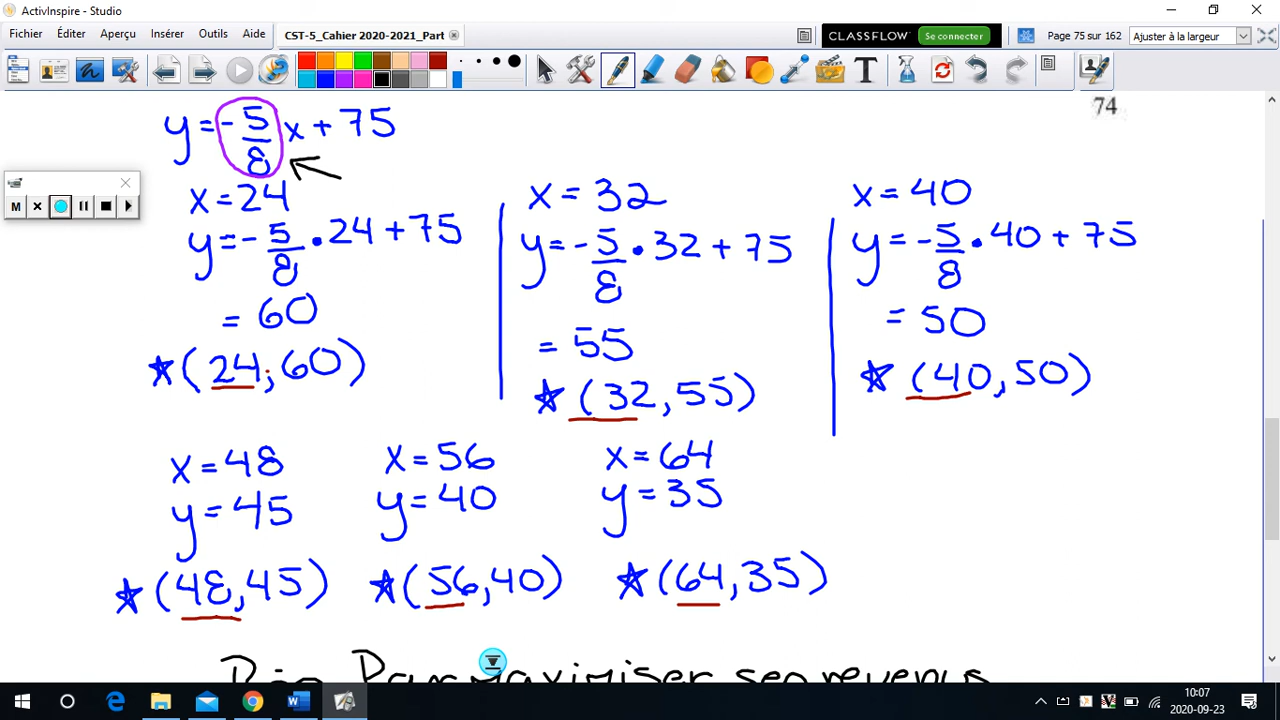 ActivInspire - Studio
Fichier Éditer Aperçu Insérer Outils Aide CST-5_Cahier 2020-2021_Part CLASSFLOW Se connecter Page 75 sur 162 Ajuster à la largeur
74
y = -5/8 x + 75
x = 24
y = -5/8 • 24 + 75
= 60
★(24;60)
x = 32
y = -5/8 • 32 + 75
= 55
★(32,55)
x = 40
y = -5/8 • 40 + 75
= 50
★(40,50)
x = 48
y = 45
★(48,45)
x = 56
y = 40
★(56,40)
x = 64
y = 35
★(64,35)
maximiser ses revenus
M
10:07
2020-09-23